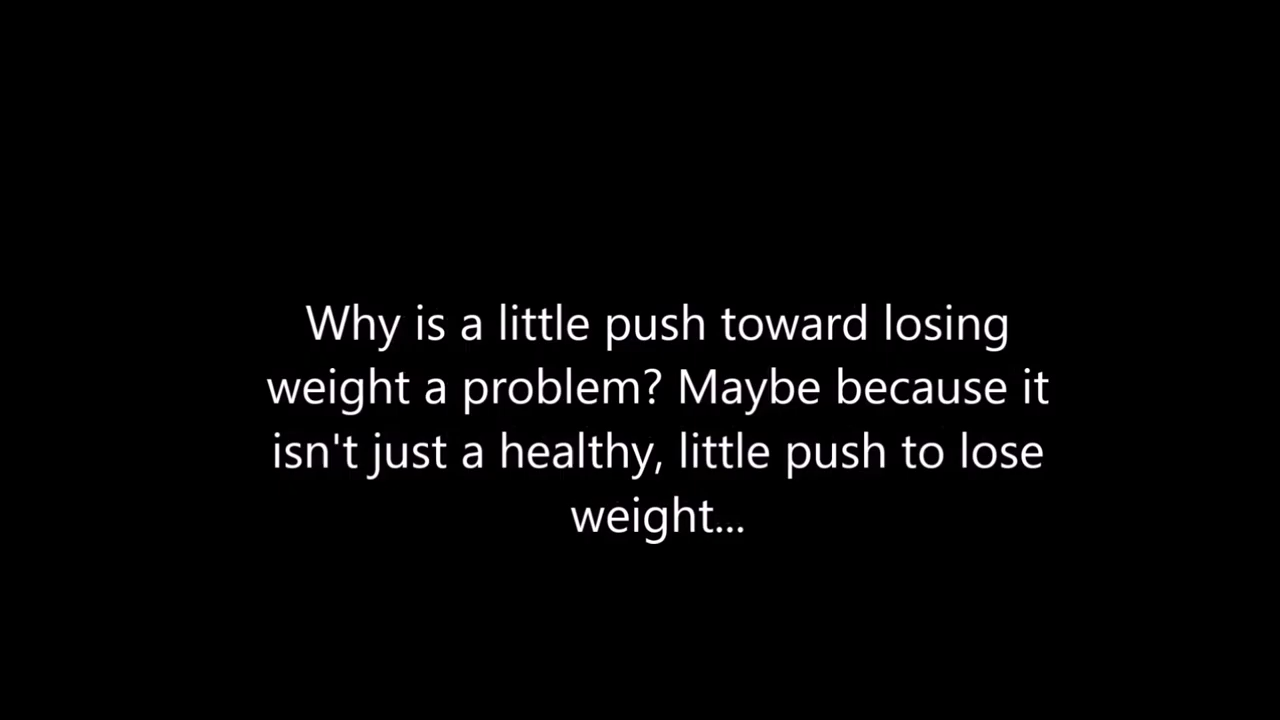 Why is a little push toward losing
weight a problem? Maybe because it
isn't just a healthy, little push to lose
weight...